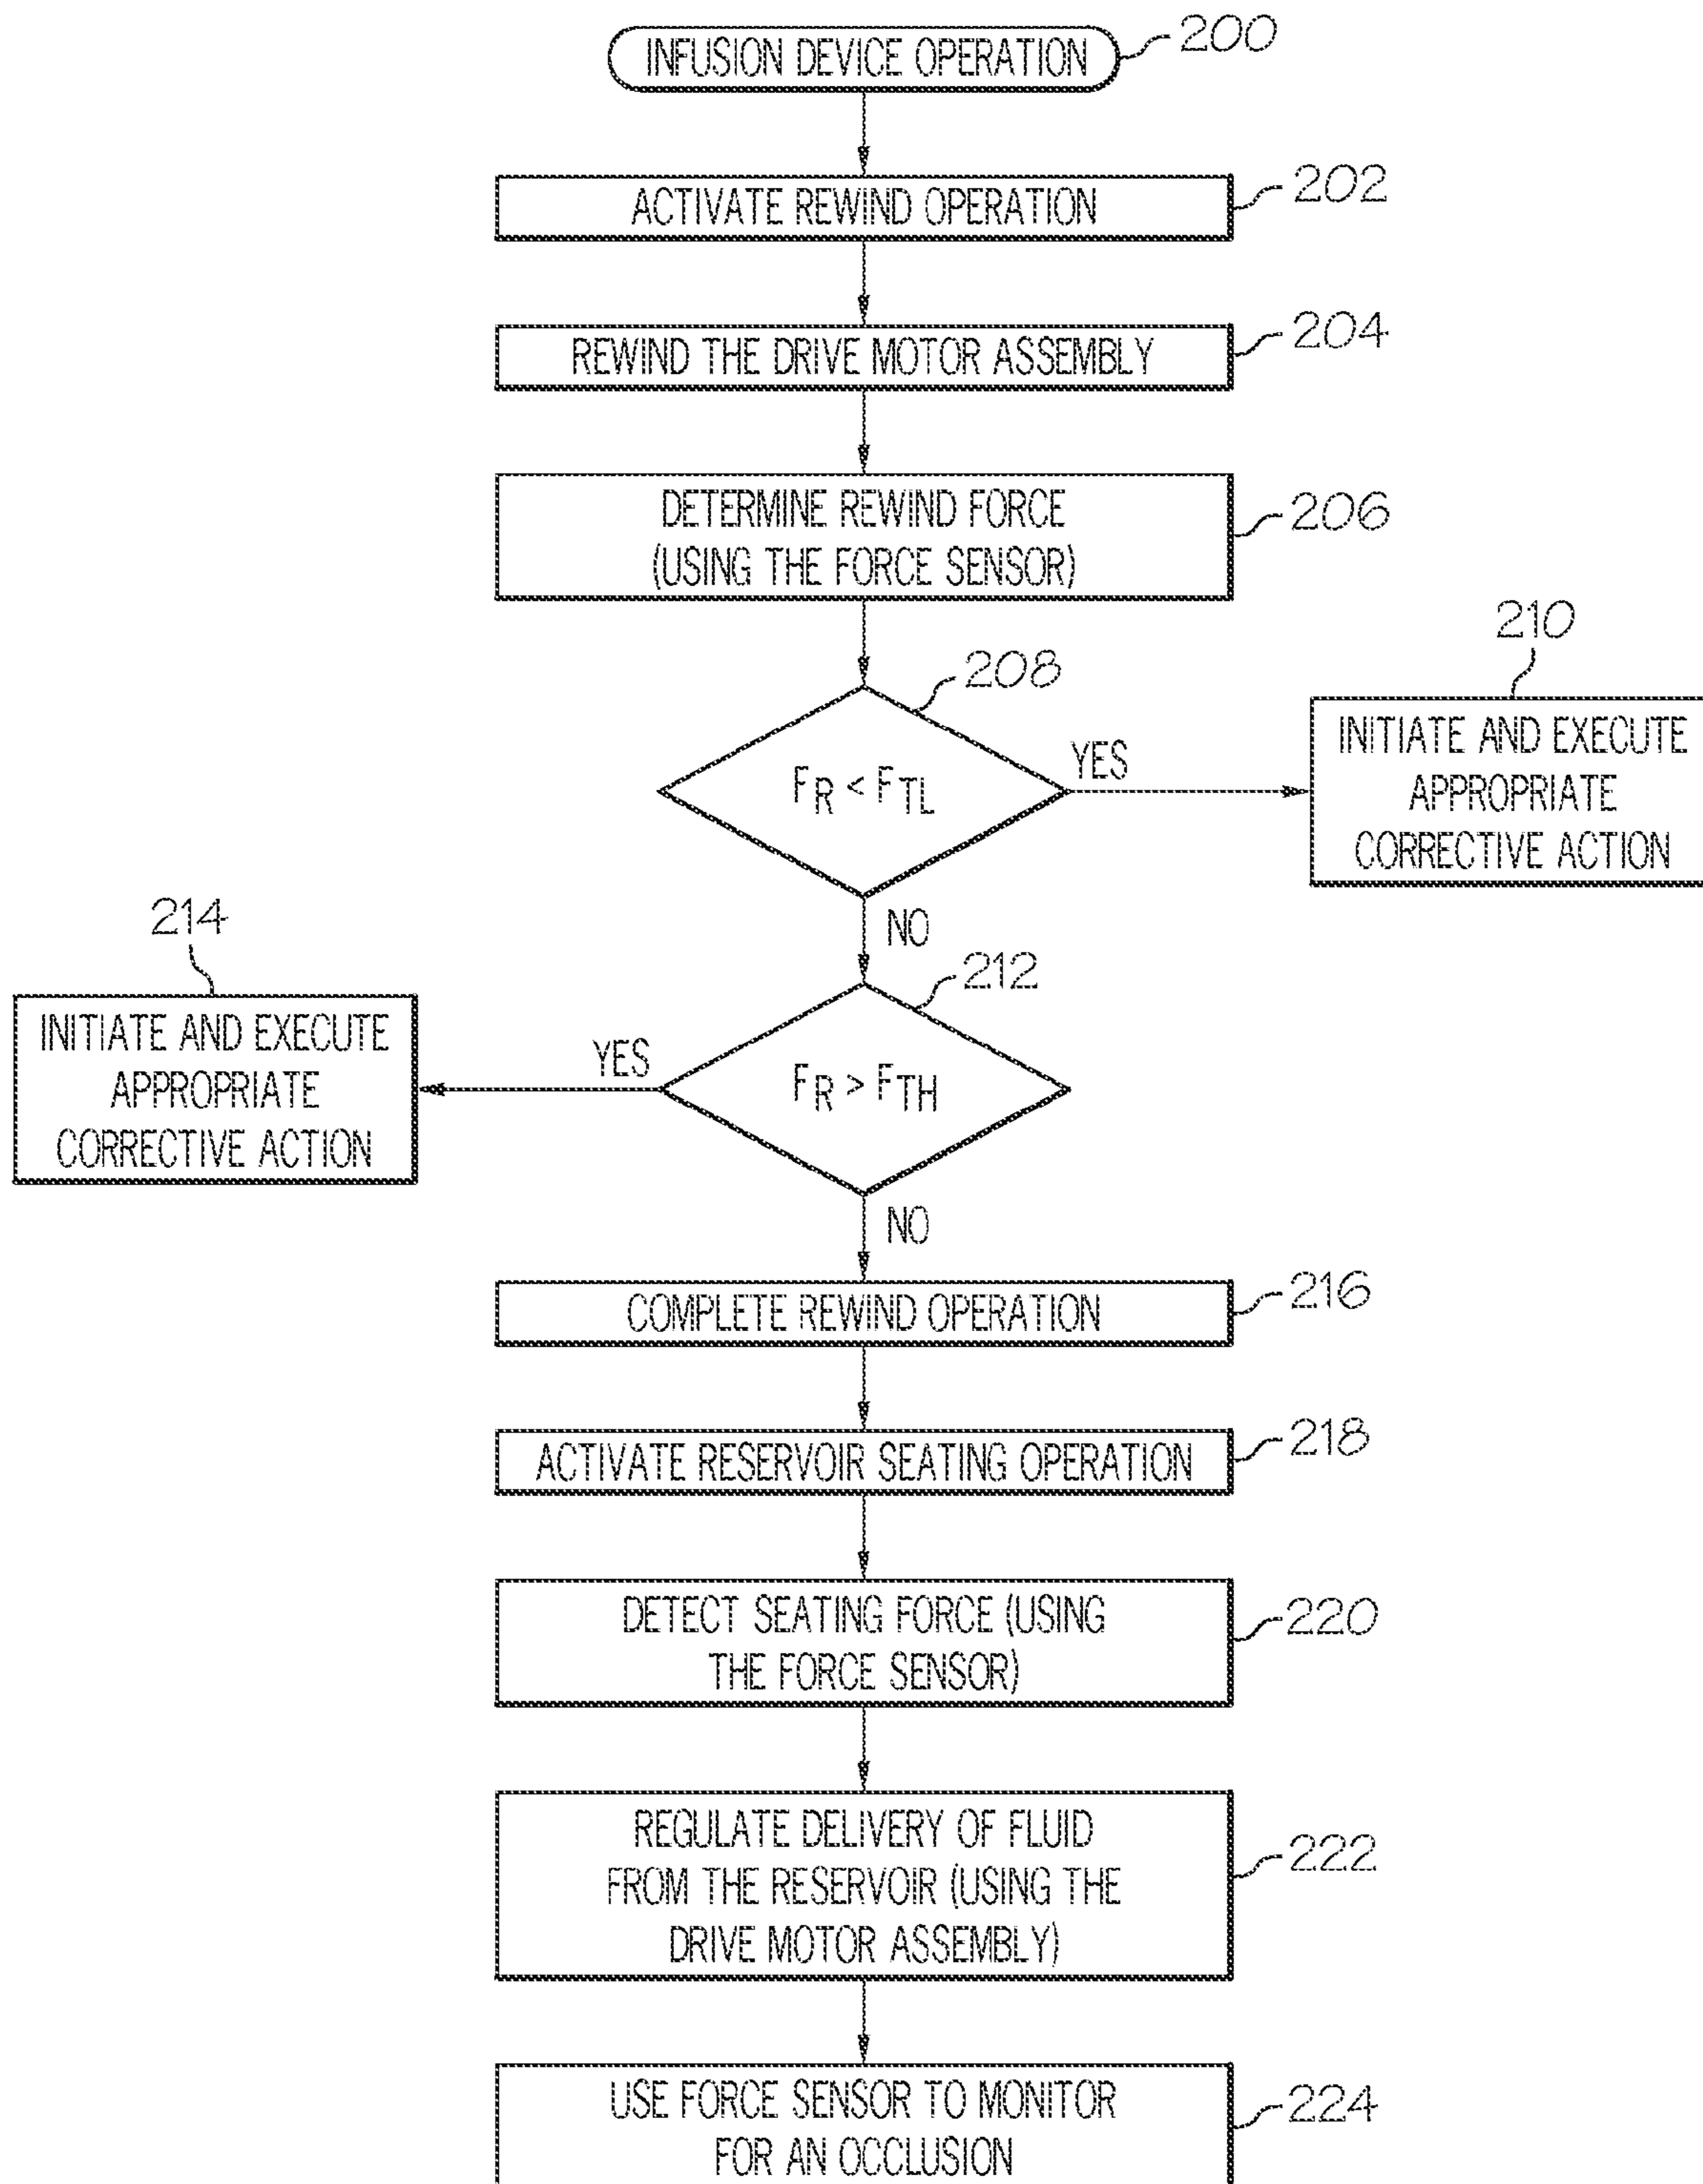 INFUSION DEVICE OPERATION
200
ACTIVATE REWIND OPERATION
202
REWIND THE DRIVE MOTOR ASSEMBLY
204
DETERMINE REWIND FORCE
(USING THE FORCE SENSOR)
206
208
FR < FTL
YES
NO
210
INITIATE AND EXECUTE
APPROPRIATE
CORRECTIVE ACTION
212
FR > FTH
YES
NO
214
INITIATE AND EXECUTE
APPROPRIATE
CORRECTIVE ACTION
COMPLETE REWIND OPERATION
216
ACTIVATE RESERVOIR SEATING OPERATION
218
DETECT SEATING FORCE (USING
THE FORCE SENSOR)
220
REGULATE DELIVERY OF FLUID
FROM THE RESERVOIR (USING THE
DRIVE MOTOR ASSEMBLY)
222
USE FORCE SENSOR TO MONITOR
FOR AN OCCLUSION
224